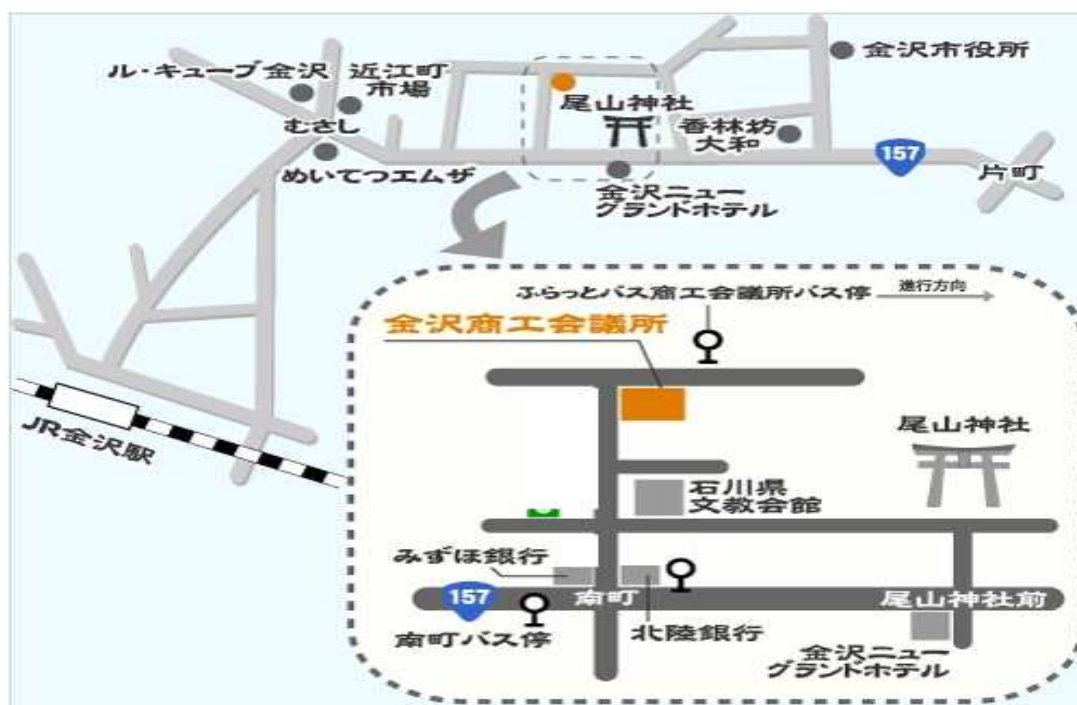 ル・キューブ金沢
近江町
市場
むさし
めいてつエムザ
尾山神社
香林坊
大和
金沢市役所
157
片町
金沢ニュー
グランドホテル
JR金沢駅
ふらっとバス商工会議所バス停
進行方向
金沢商工会議所
尾山神社
石川県
文教会館
みずほ銀行
157
南町
尾山神社前
南町バス停
北陸銀行
金沢ニュー
グランドホテル